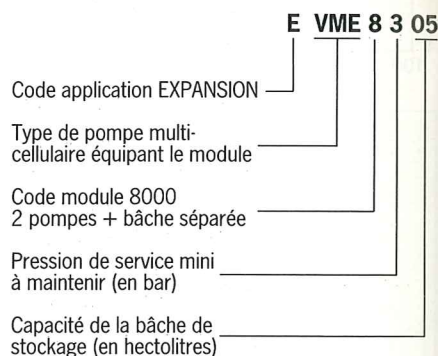 E VME 8 3 05
Code application EXPANSION
Type de pompe multi-
cellulaire équipant le module
Code module 8000
2 pompes + bâche séparée
Pression de service mini
à maintenir (en bar)
Capacité de la bâche de
stockage (en hectolitres)